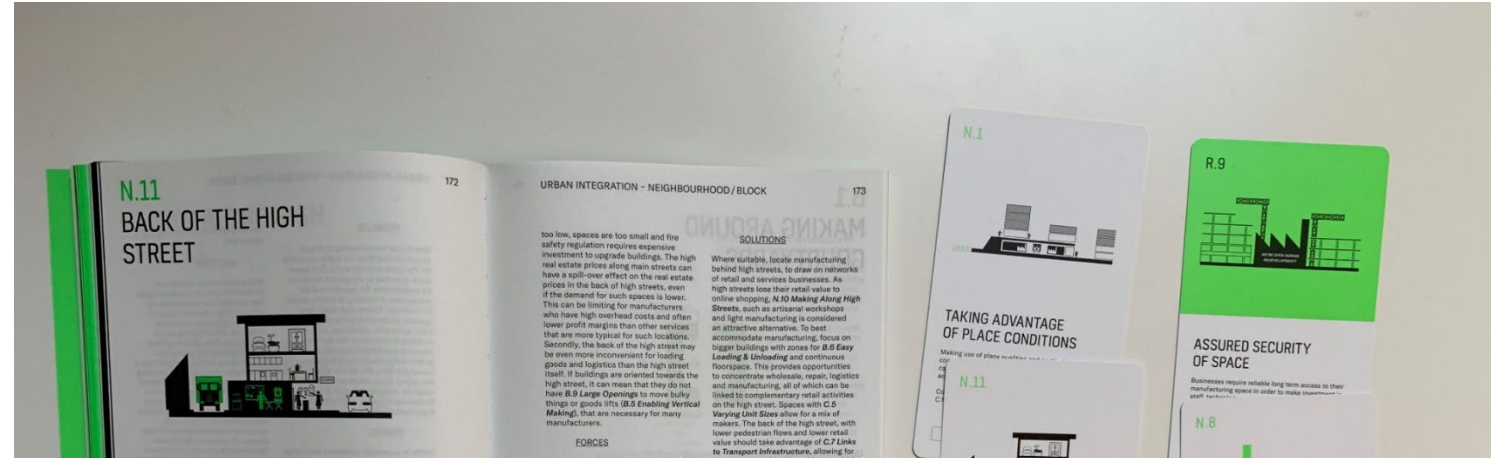 N.11
172
BACK OF THE HIGH
STREET
URBAN INTEGRATION – NEIGHBOURHOOD/BLOCK
173
too low, spaces are too small and fire
safety regulation requires expensive
investment to upgrade buildings. The high
real estate prices along main streets can
have a spill-over effect on the real estate
prices in the back of high streets, even
if the demand for such spaces is lower.
This can be limiting for manufacturers
who have high overhead costs and often
lower profit margins than other services
that are more typical for such locations.
Secondly, the back of the high street may
be even more inconvenient for loading
goods and logistics than the high street
itself. If buildings are oriented towards the
high street, it can mean that they do not
have B.9 Large Openings to move bulky
things or goods lifts (B.5 Enabling Vertical
Making), that are necessary for many
manufacturers.
FORCES
SOLUTIONS
Where suitable, locate manufacturing
behind high streets, to draw on networks
of retail and services businesses. As
high streets lose their retail value to
online shopping, N.10 Making Along High
Streets, such as artisanal workshops
and light manufacturing is considered
an attractive alternative. To best
accommodate manufacturing, focus on
bigger buildings with zones for B.6 Easy
Loading & Unloading and continuous
floorspace. This provides opportunities
to concentrate wholesale, repair, logistics
and manufacturing, all of which can be
linked to complementary retail activities
on the high street. Spaces with C.5
Varying Unit Sizes allow for a mix of
makers. The back of the high street, with
lower pedestrian flows and lower retail
value should take advantage of C.7 Links
to Transport Infrastructure, allowing for
N.1
TAKING ADVANTAGE
OF PLACE CONDITIONS
Making use of place
N.11
R.9
WE'RE OPEN DURING
REDEVELOPMENT!
ASSURED SECURITY
OF SPACE
Businesses require reliable long term access to their
manufacturing space in order to make investment in
N.8